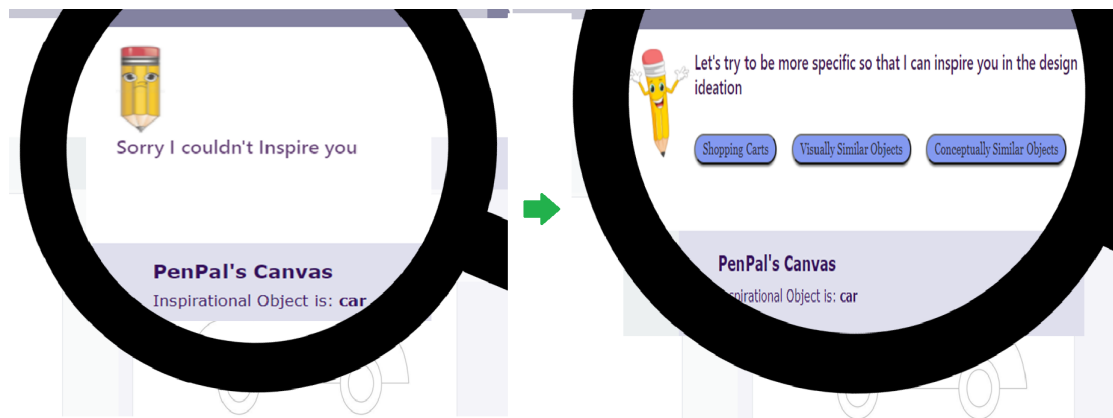 Sorry I couldn't Inspire you
PenPal's Canvas
Inspirational Object is: car
Let's try to be more specific so that I can inspire you in the design
ideation
Shopping Carts
Visually Similar Objects
Conceptually Similar Objects
PenPal's Canvas
Object is: car